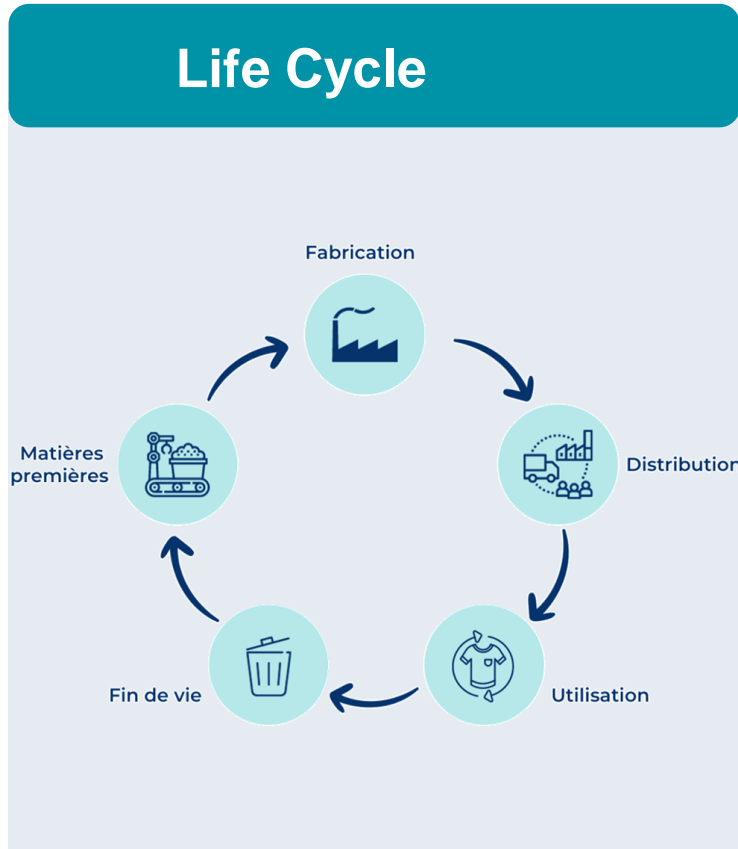 Life Cycle
Fabrication
Matières
premières
Distribution
Fin de vie
Utilisation